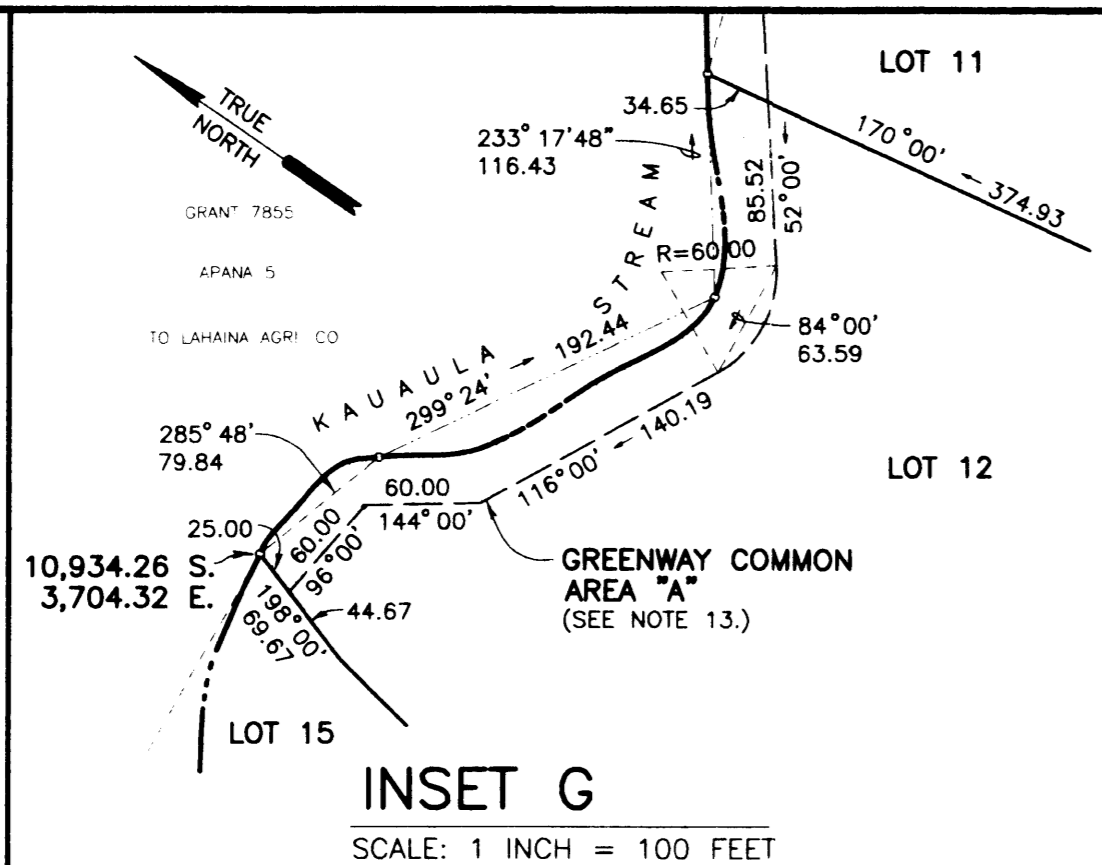 LOT 11
TRUE
NORTH
34.65
233° 17'48"
116.43
170°00'
374.93
85.52
52°00'
GRANT 7855
APANA 5
TO LAHAINA AGRI CO
KAUAULA STREAM
R=60.00
192.44
299° 24'
84°00'
63.59
285° 48'
79.84
140.19
116°00'
LOT 12
60.00
144° 00'
25.00
60.00
96°00'
10,934.26 S.
3,704.32 E.
GREENWAY COMMON
AREA "A"
(SEE NOTE 13.)
198°00'
69.67
44.67
LOT 15
INSET G
SCALE: 1 INCH = 100 FEET